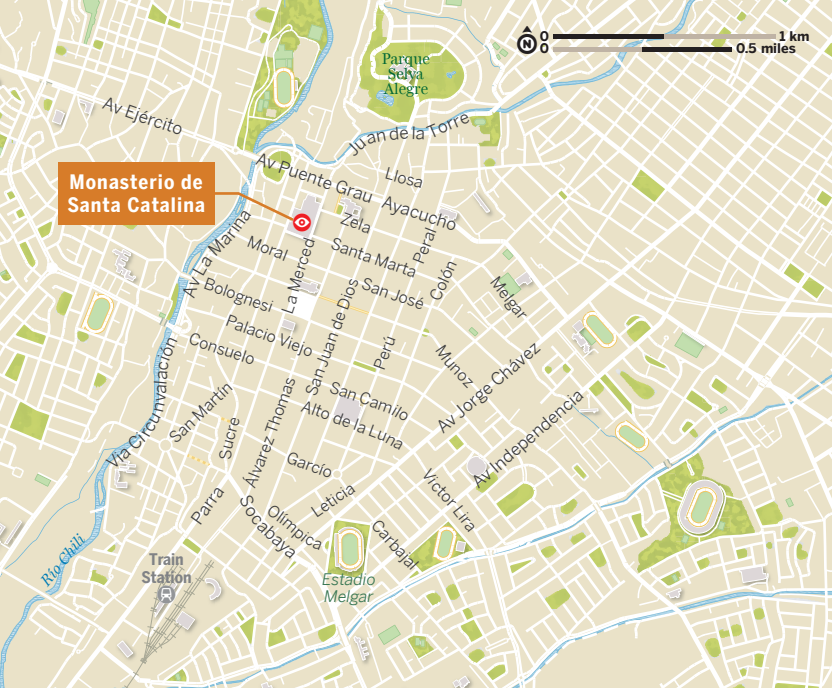 0 1 km
N
0 0.5 miles
Parque
Selva
Alegre
Av Ejército
Juan de la Torre
Av Puente Grau
Llosa
Monasterio de
Santa Catalina
Ayacucho
Zela
Av La Marina
Moral
La Merced
Santa Marta
Peral
Colón
Bolognesi
San José
Melgar
San Juan de Dios
Palacio Viejo
Consuelo
Perú
Munoz
Av Jorge Chávez
Vía Circunvalación
San Martín
San Camilo
Alto de la Luna
Av Independencia
Sucre
Álvarez Thomas
Garcío
Leticia
Victor Lira
Parra
Socabaya
Olímpica
Carbajal
Río Chili
Train
Station
Estadio
Melgar